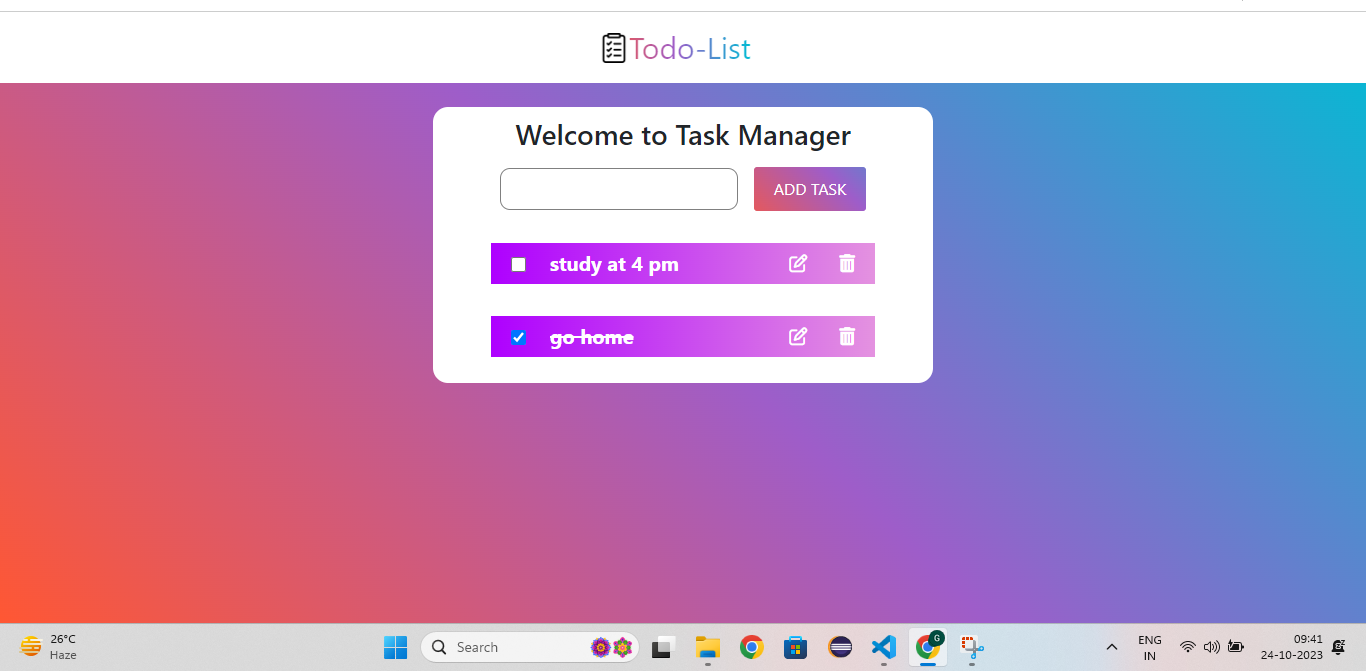 Todo-List
Welcome to Task Manager
ADD TASK
study at 4 pm
go home
26°C
Haze
Search
G
ENG
IN
09:41
24-10-2023